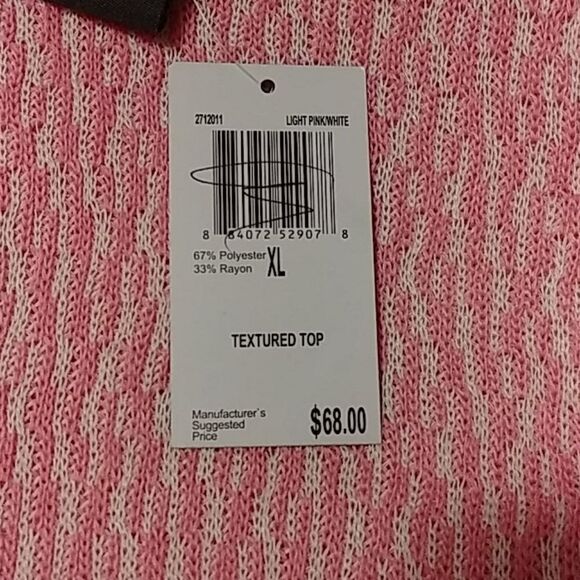 2712011 LIGHT PINK/WHITE
8 84072 52907 8
67% Polyester XL
33% Rayon
TEXTURED TOP
Manufacturer`s
Suggested
Price $68.00